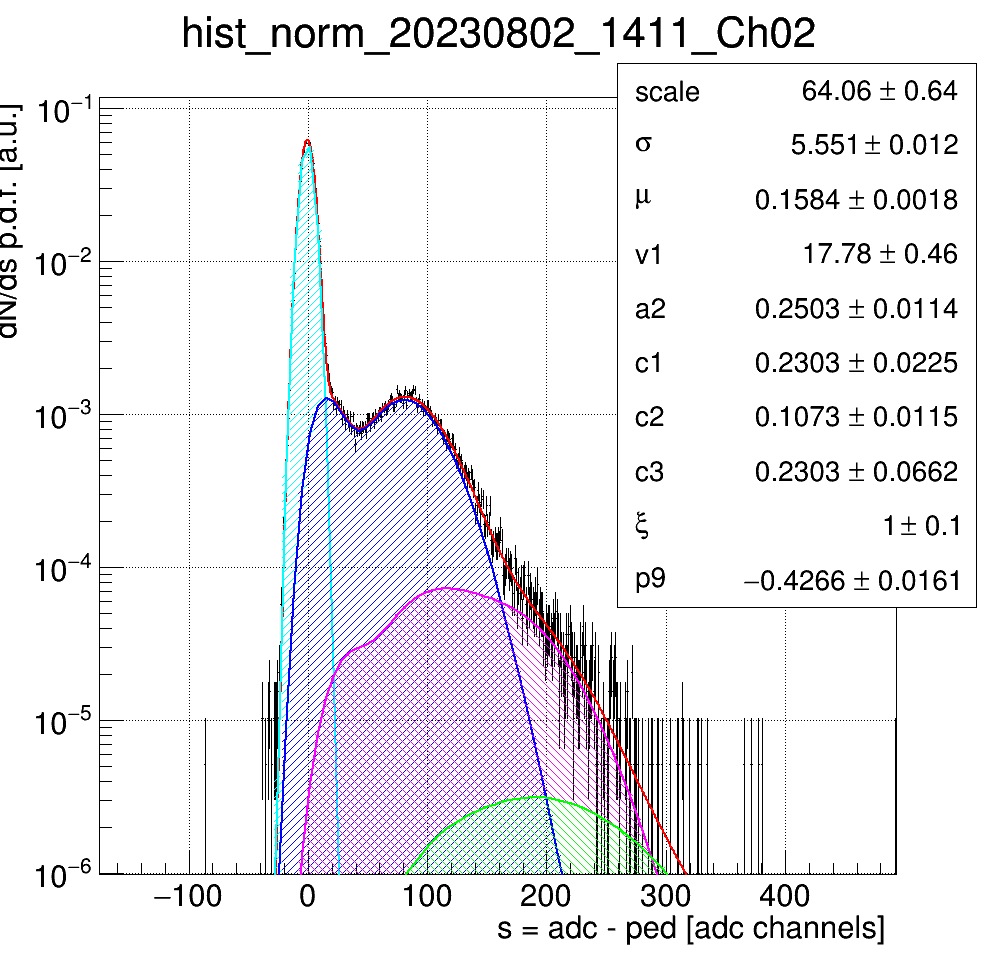 hist_norm_20230802_1411_Ch02
scale 64.06 ± 0.64
σ 5.551 ± 0.012
μ 0.1584 ± 0.0018
v1 17.78 ± 0.46
a2 0.2503 ± 0.0114
c1 0.2303 ± 0.0225
c2 0.1073 ± 0.0115
c3 0.2303 ± 0.0662
ξ 1 ± 0.1
p9 −0.4266 ± 0.0161
dN/ds p.d.f. [a.u.]
10⁻¹
10⁻²
10⁻³
10⁻⁴
10⁻⁵
10⁻⁶
−100 0 100 200 300 400
s = adc - ped [adc channels]